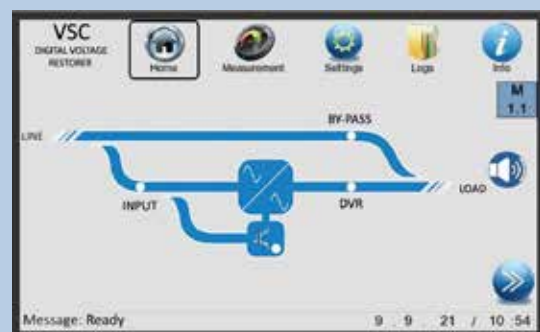 VSC
DIGITAL VOLTAGE
RESTORER
Home
Measurement
Settings
Logs
Info
M
1.1
BY-PASS
LINE
LOAD
INPUT
DVR
Message: Ready
9 . 9 . 21 / 10 :54